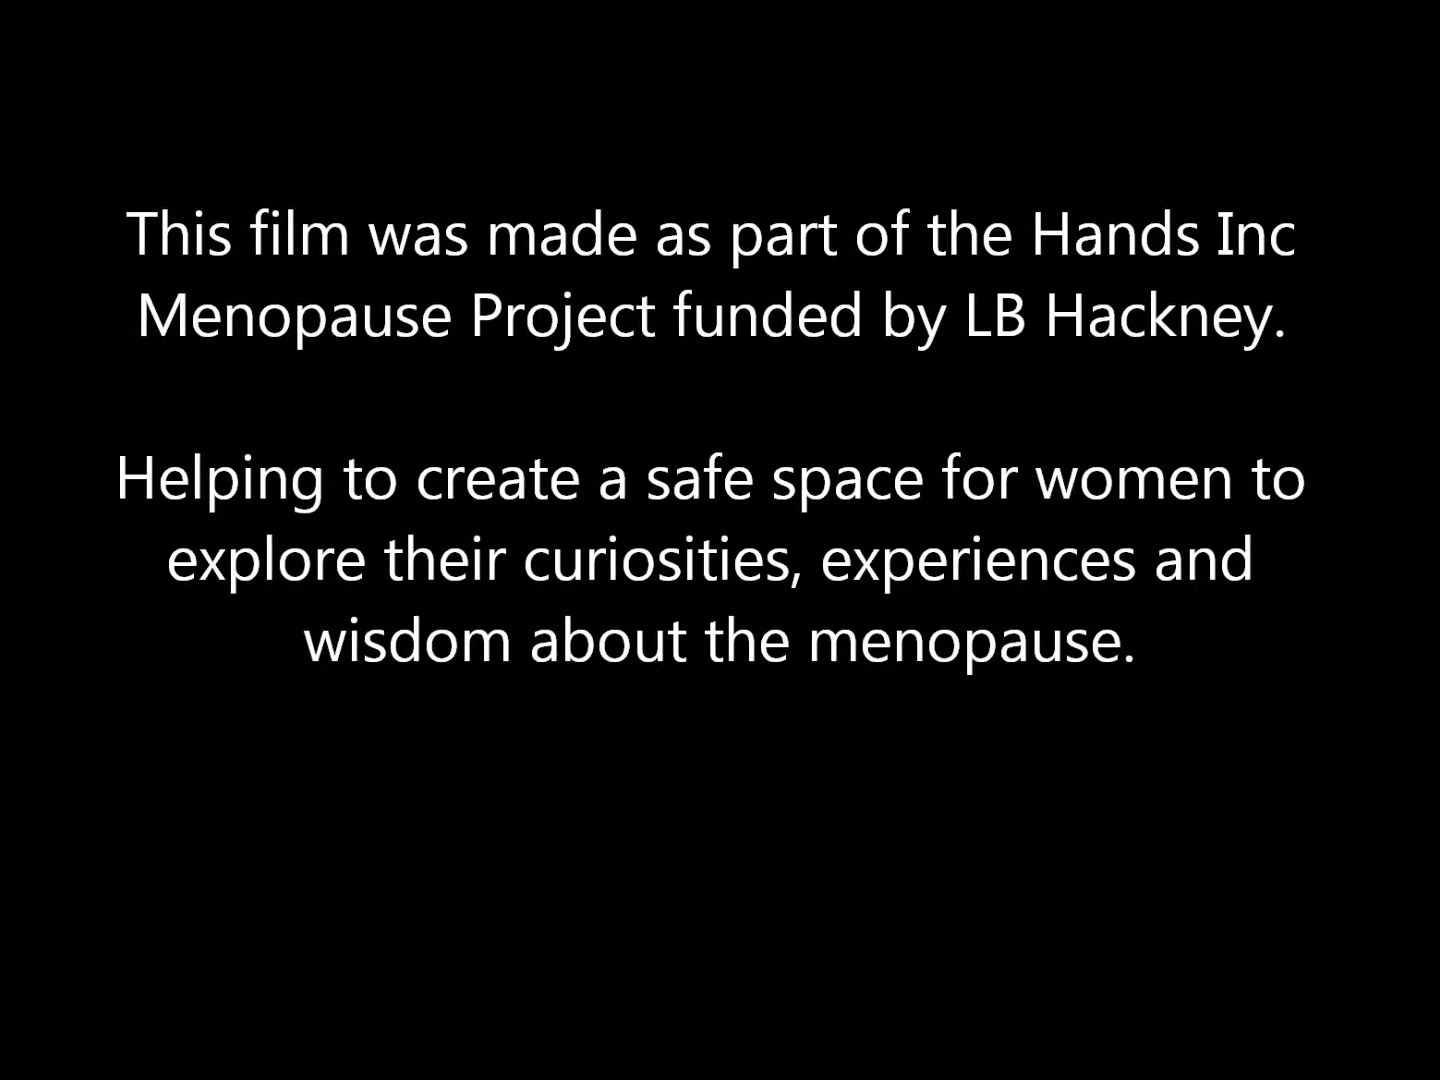 This film was made as part of the Hands Inc
Menopause Project funded by LB Hackney.
Helping to create a safe space for women to
explore their curiosities, experiences and
wisdom about the menopause.